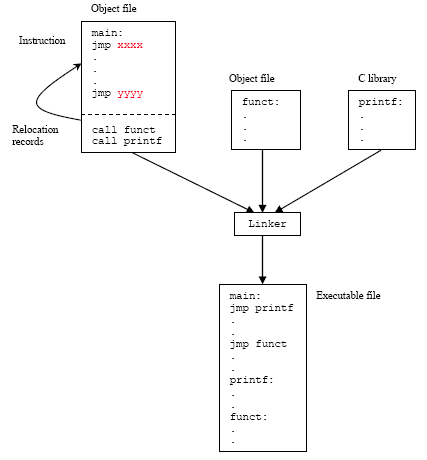 Object file
Instruction
main:
jmp xxxx
.
.
.
jmp yyyy
Relocation
records
call funct
call printf
Object file
funct:
.
.
.
C library
printf:
.
.
.
Linker
Executable file
main:
jmp printf
.
.
jmp funct
.
.
printf:
.
.
funct:
.
.